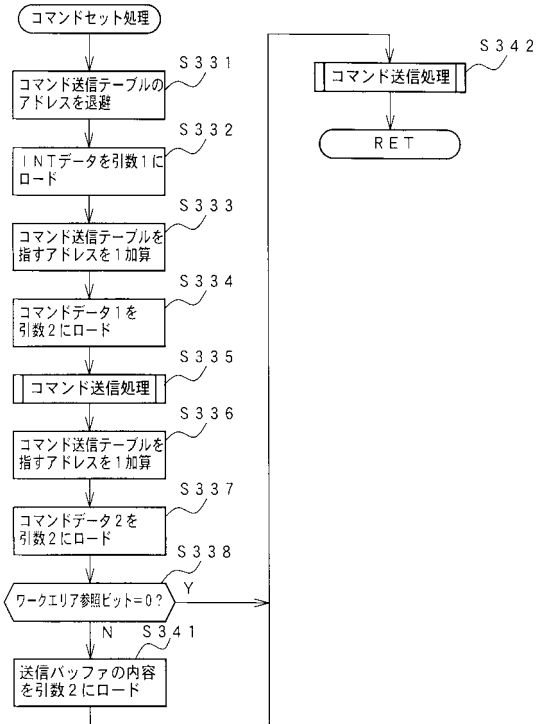 コマンドセット処理
S331
コマンド送信テーブルの
アドレスを退避
S332
INTデータを引数1に
ロード
S333
コマンド送信テーブルを
指すアドレスを1加算
S334
コマンドデータ1を
引数2にロード
S335
コマンド送信処理
S336
コマンド送信テーブルを
指すアドレスを1加算
S337
コマンドデータ2を
引数2にロード
S338
ワークエリア参照ビット=0?
Y
N
S341
送信バッファの内容
を引数2にロード
S342
コマンド送信処理
RET